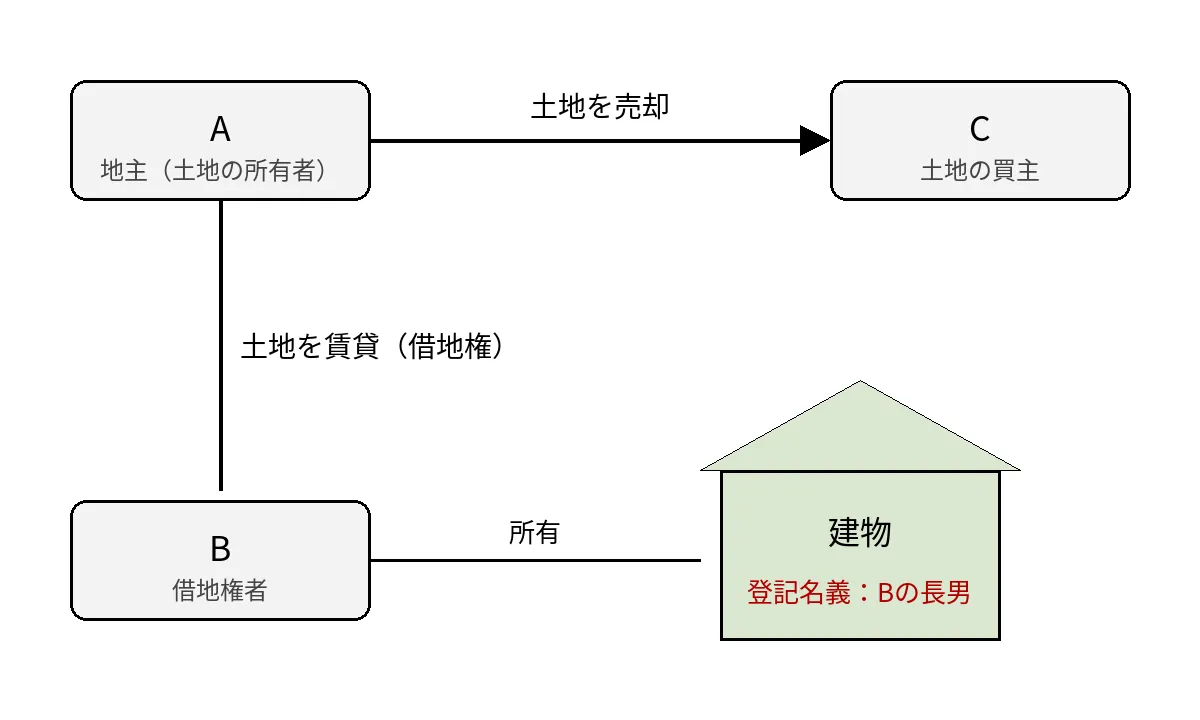 A
地主（土地の所有者）
土地を売却
C
土地の買主
土地を賃貸（借地権）
B
借地権者
所有
建物
登記名義：Bの長男